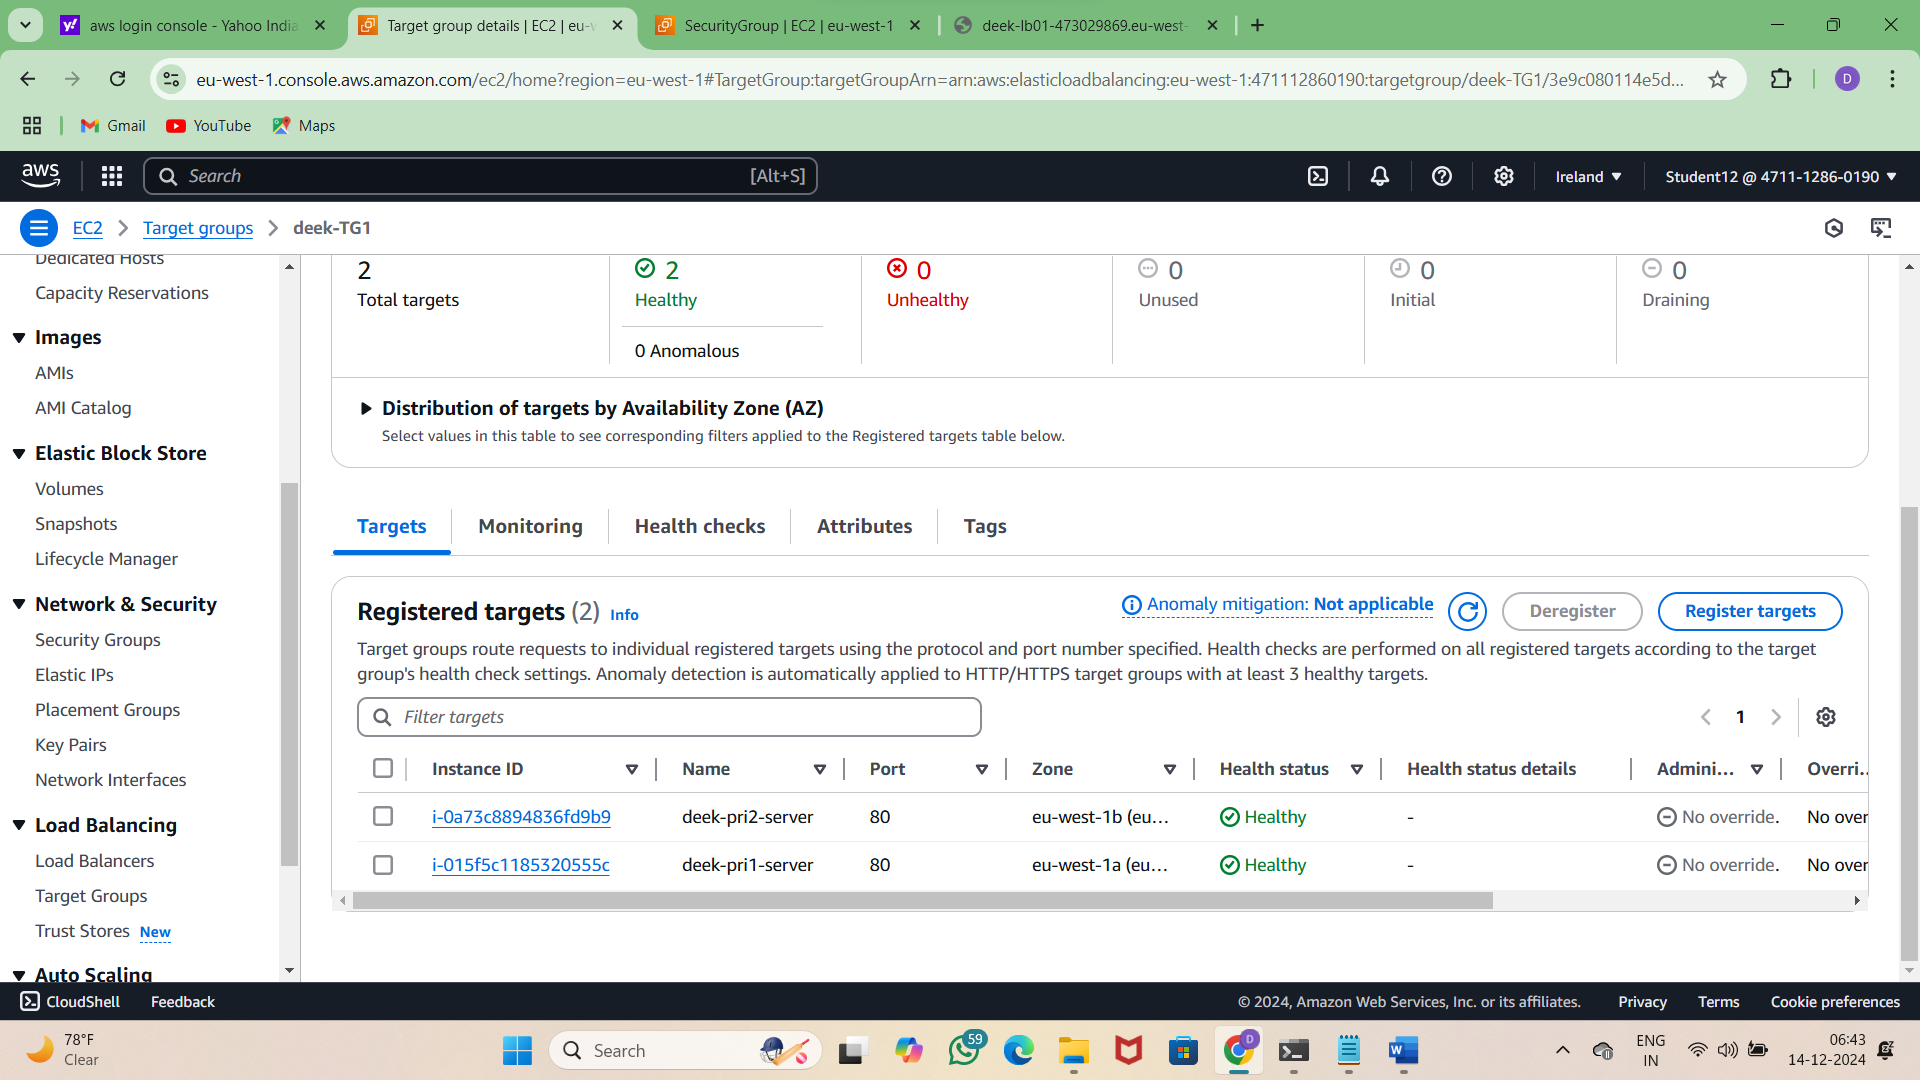 aws login console - Yahoo India
Target group details | EC2 | eu-w
SecurityGroup | EC2 | eu-west-1
deek-lb01-473029869.eu-west-
eu-west-1.console.aws.amazon.com/ec2/home?region=eu-west-1#TargetGroup:targetGroupArn=arn:aws:elasticloadbalancing:eu-west-1:471112860190:targetgroup/deek-TG1/3e9c080114e5d...
D
Gmail
YouTube
Maps
aws
Search
[Alt+S]
Ireland
Student12 @ 4711-1286-0190
EC2
Target groups
deek-TG1
Dedicated Hosts
Capacity Reservations
Images
AMIs
AMI Catalog
Elastic Block Store
Volumes
Snapshots
Lifecycle Manager
Network & Security
Security Groups
Elastic IPs
Placement Groups
Key Pairs
Network Interfaces
Load Balancing
Load Balancers
Target Groups
Trust Stores New
Auto Scaling
2
Total targets
2
Healthy
0 Anomalous
0
Unhealthy
0
Unused
0
Initial
0
Draining
Distribution of targets by Availability Zone (AZ)
Select values in this table to see corresponding filters applied to the Registered targets table below.
Targets
Monitoring
Health checks
Attributes
Tags
Registered targets (2) Info
Anomaly mitigation: Not applicable
Deregister
Register targets
Target groups route requests to individual registered targets using the protocol and port number specified. Health checks are performed on all registered targets according to the target
group's health check settings. Anomaly detection is automatically applied to HTTP/HTTPS target groups with at least 3 healthy targets.
Filter targets
1
Instance ID
Name
Port
Zone
Health status
Health status details
Admini...
Overri..
i-0a73c8894836fd9b9
deek-pri2-server
80
eu-west-1b (eu...
Healthy
-
No override.
No over
i-015f5c1185320555c
deek-pri1-server
80
eu-west-1a (eu...
Healthy
-
No override.
No over
CloudShell
Feedback
© 2024, Amazon Web Services, Inc. or its affiliates.
Privacy
Terms
Cookie preferences
78°F
Clear
Search
59
D
ENG
IN
06:43
14-12-2024